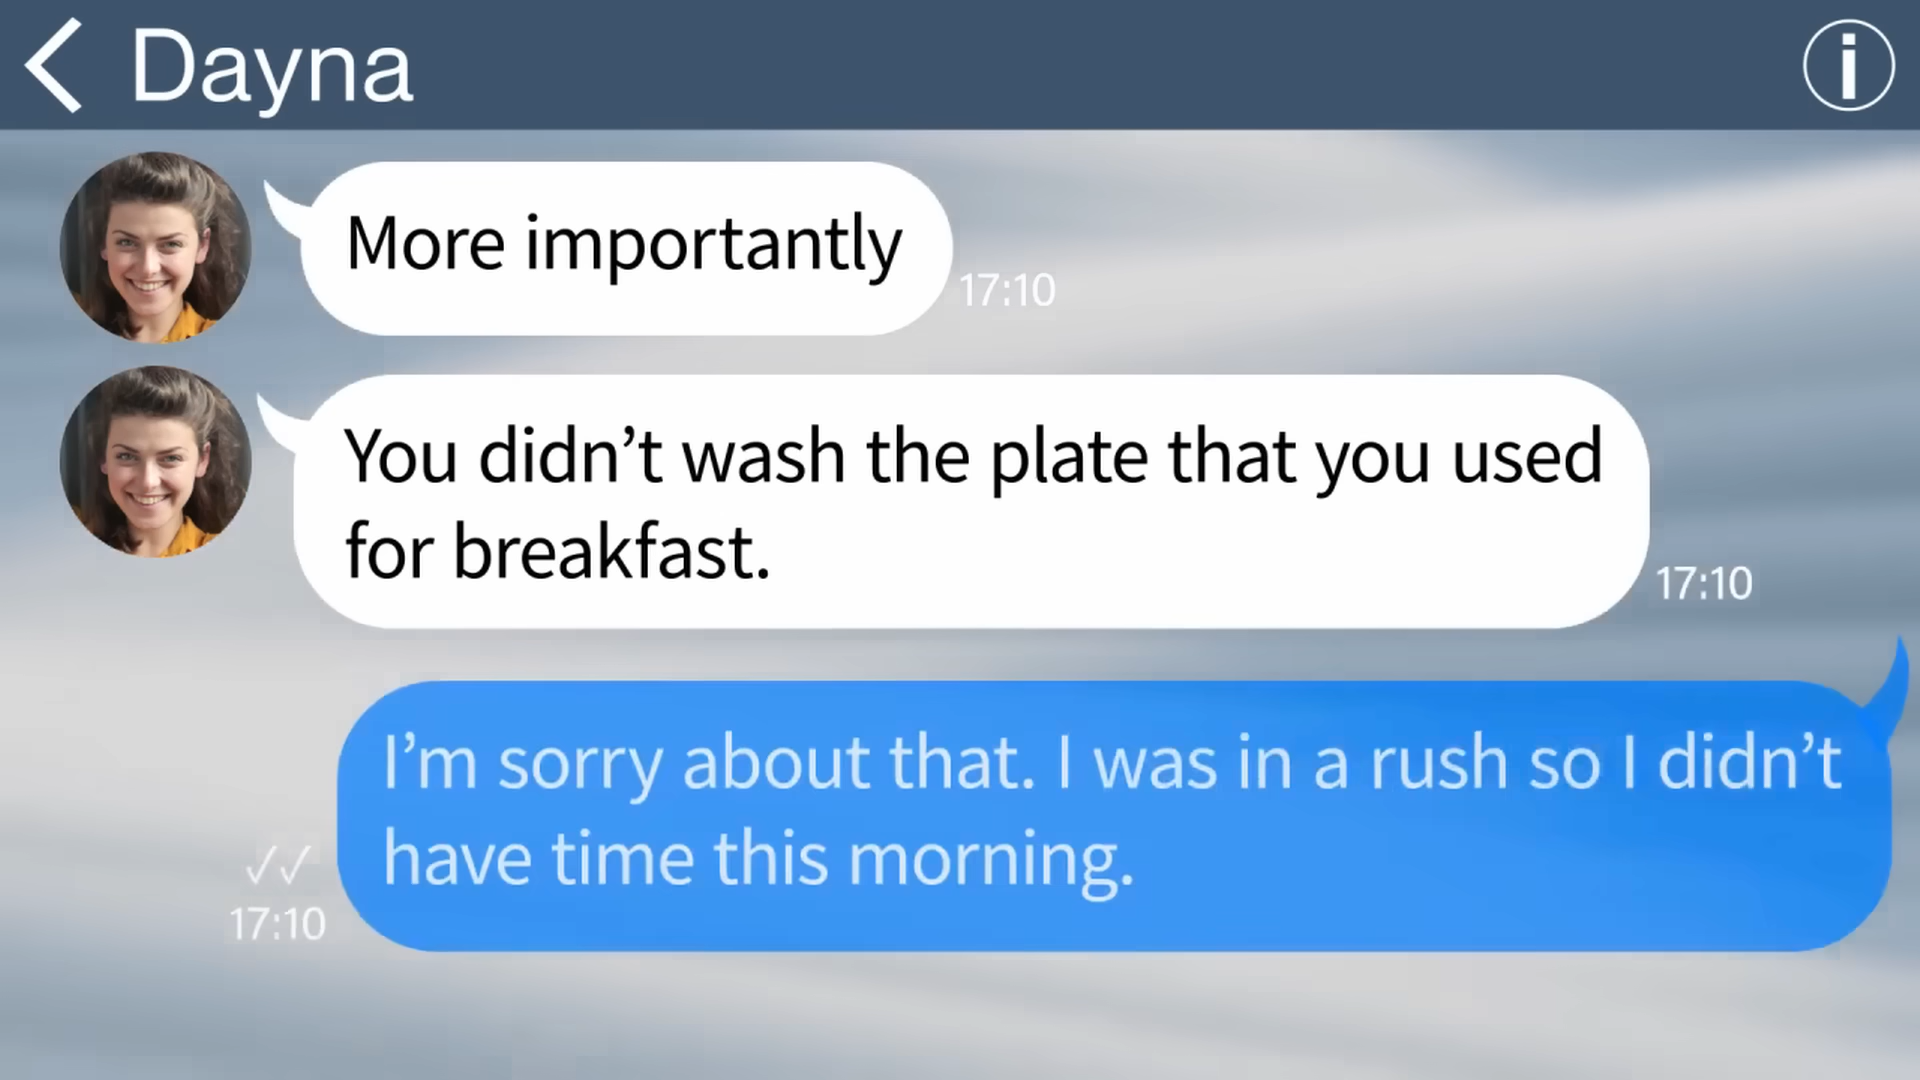 Dayna
i
More importantly
17:10
You didn’t wash the plate that you used
for breakfast.
17:10
I’m sorry about that. I was in a rush so I didn’t
have time this morning.
17:10